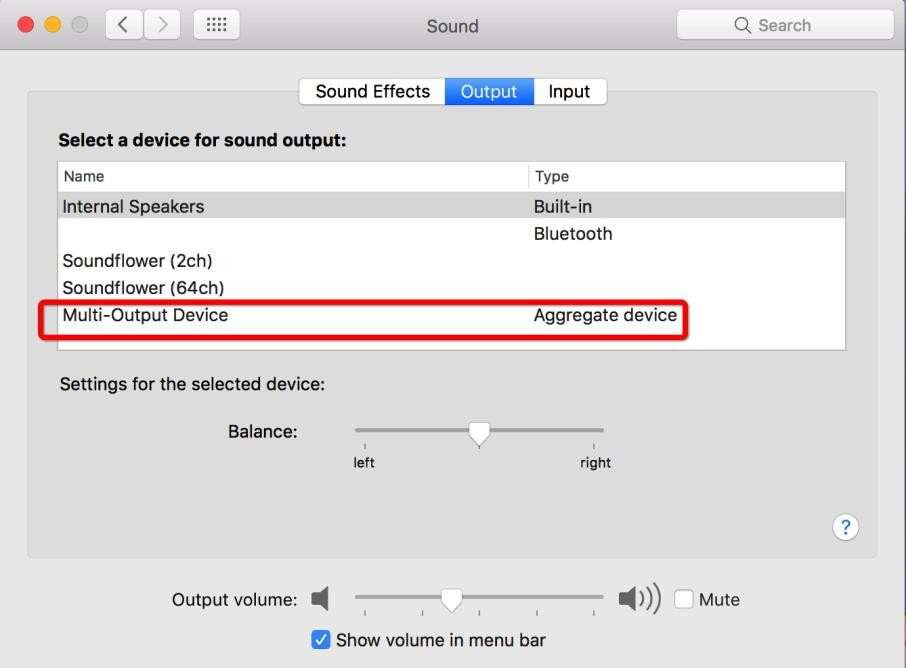 Sound
Search
Sound Effects Output Input
Select a device for sound output:
Name Type
Internal Speakers Built-in
Bluetooth
Soundflower (2ch)
Soundflower (64ch)
Multi-Output Device Aggregate device
Settings for the selected device:
Balance:
left right
?
Output volume: Mute
Show volume in menu bar